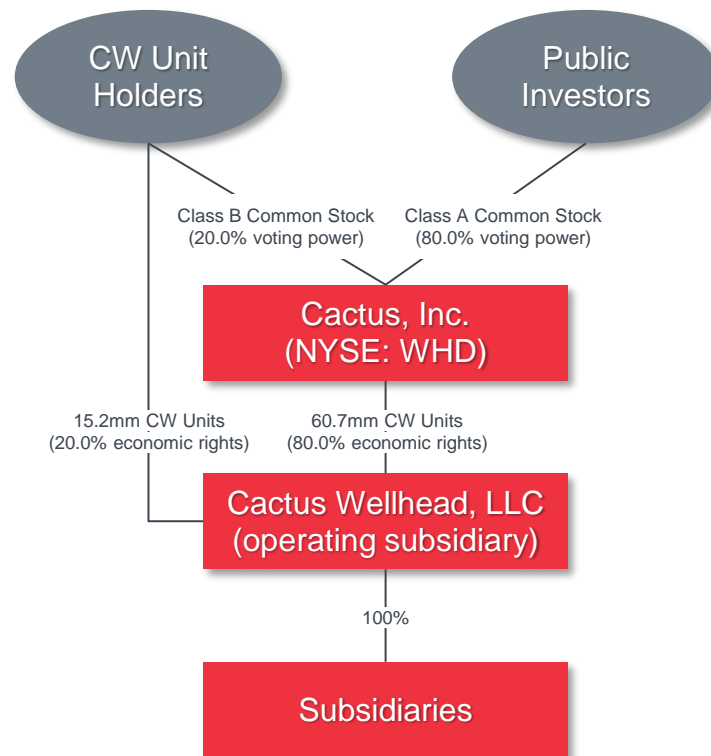 CW Unit
Holders
Public
Investors
Class B Common Stock
(20.0% voting power)
Class A Common Stock
(80.0% voting power)
Cactus, Inc.
(NYSE: WHD)
15.2mm CW Units
(20.0% economic rights)
60.7mm CW Units
(80.0% economic rights)
Cactus Wellhead, LLC
(operating subsidiary)
100%
Subsidiaries